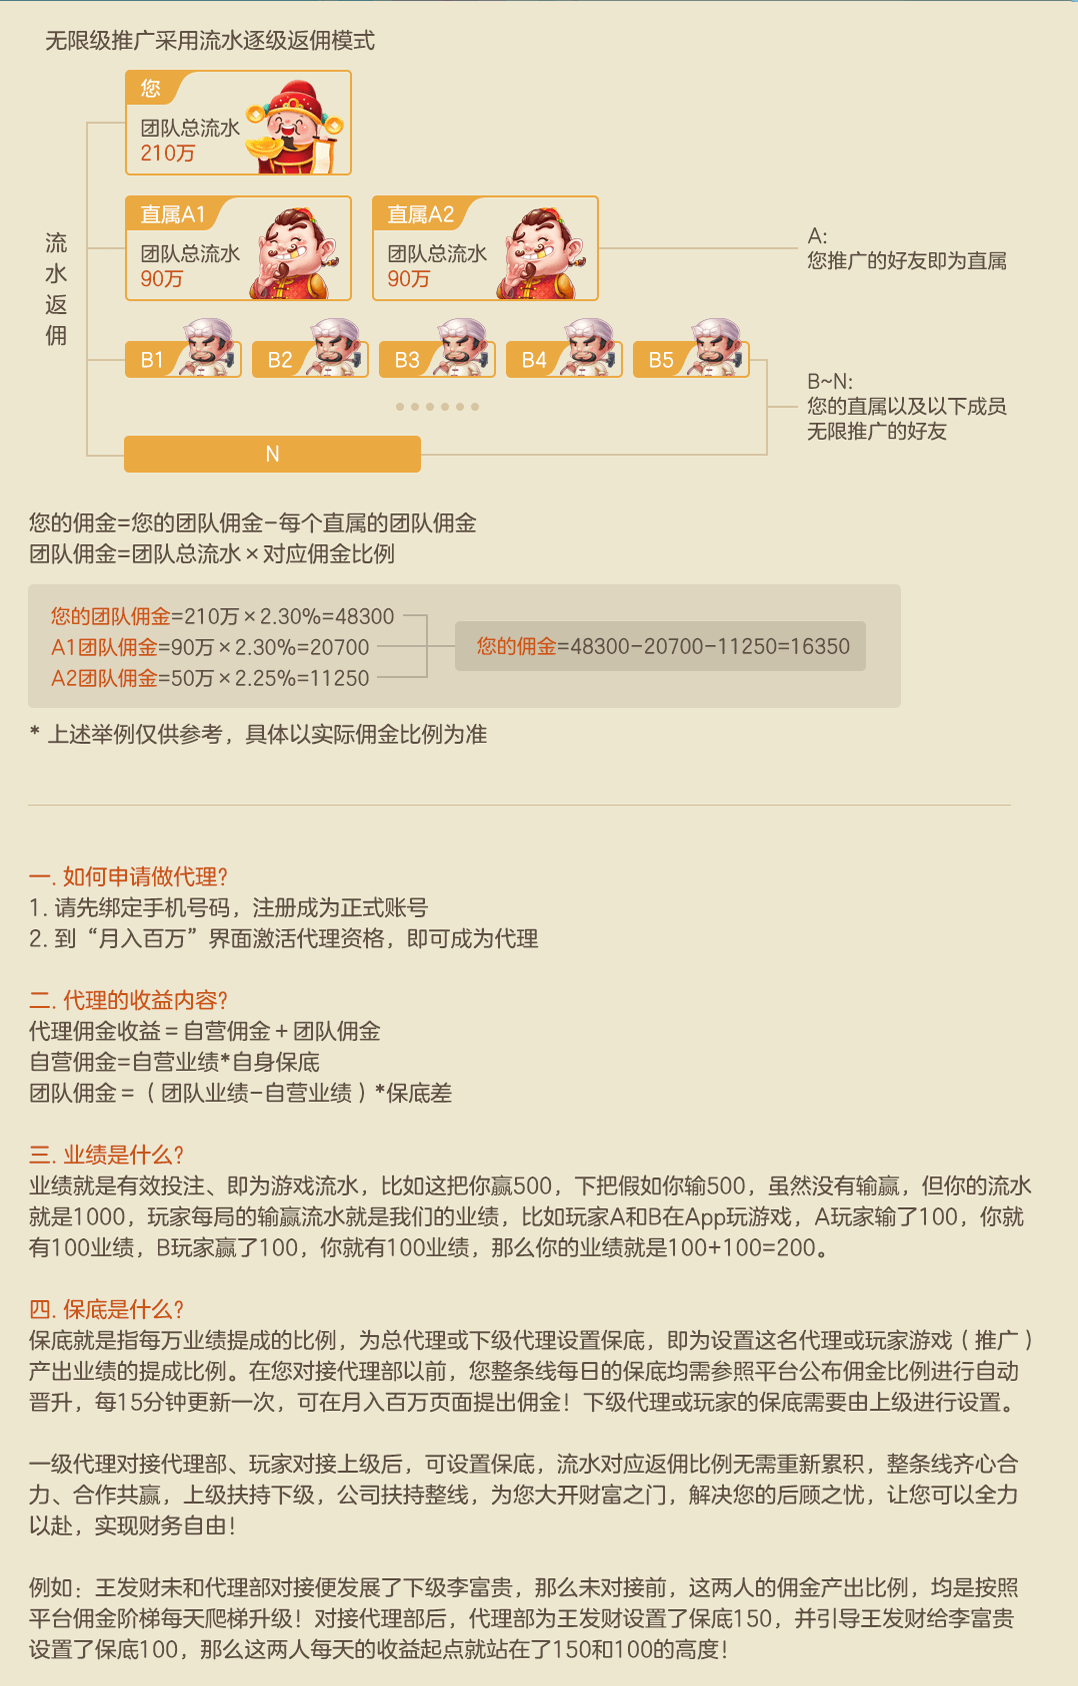 无限级推广采用流水逐级返佣模式
您
团队总流水
210万
直属A1
团队总流水
90万
直属A2
团队总流水
90万
流水返佣
A:
您推广的好友即为直属
B1
B2
B3
B4
B5
B~N:
您的直属以及以下成员
无限推广的好友
N
您的佣金=您的团队佣金-每个直属的团队佣金
团队佣金=团队总流水×对应佣金比例
您的团队佣金=210万×2.30%=48300
A1团队佣金=90万×2.30%=20700
A2团队佣金=50万×2.25%=11250
您的佣金=48300-20700-11250=16350
* 上述举例仅供参考，具体以实际佣金比例为准
一. 如何申请做代理?
1. 请先绑定手机号码，注册成为正式账号
2. 到“月入百万”界面激活代理资格，即可成为代理
二. 代理的收益内容?
代理佣金收益 = 自营佣金 + 团队佣金
自营佣金=自营业绩*自身保底
团队佣金 =（团队业绩-自营业绩）*保底差
三. 业绩是什么?
业绩就是有效投注、即为游戏流水，比如这把你赢500，下把假如你输500，虽然没有输赢，但你的流水
就是1000，玩家每局的输赢流水就是我们的业绩，比如玩家A和B在App玩游戏，A玩家输了100，你就
有100业绩，B玩家赢了100，你就有100业绩，那么你的业绩就是100+100=200。
四. 保底是什么?
保底就是指每万业绩提成的比例，为总代理或下级代理设置保底，即为设置这名代理或玩家游戏（推广）
产出业绩的提成比例。在您对接代理部以前，您整条线每日的保底均需参照平台公布佣金比例进行自动
晋升，每15分钟更新一次，可在月入百万页面提出佣金！下级代理或玩家的保底需要由上级进行设置。
一级代理对接代理部、玩家对接上级后，可设置保底，流水对应返佣比例无需重新累积，整条线齐心合
力、合作共赢，上级扶持下级，公司扶持整线，为您大开财富之门，解决您的后顾之忧，让您可以全力
以赴，实现财务自由！
例如：王发财未和代理部对接便发展了下级李富贵，那么未对接前，这两人的佣金产出比例，均是按照
平台佣金阶梯每天爬梯升级！对接代理部后，代理部为王发财设置了保底150，并引导王发财给李富贵
设置了保底100，那么这两人每天的收益起点就站在了150和100的高度！